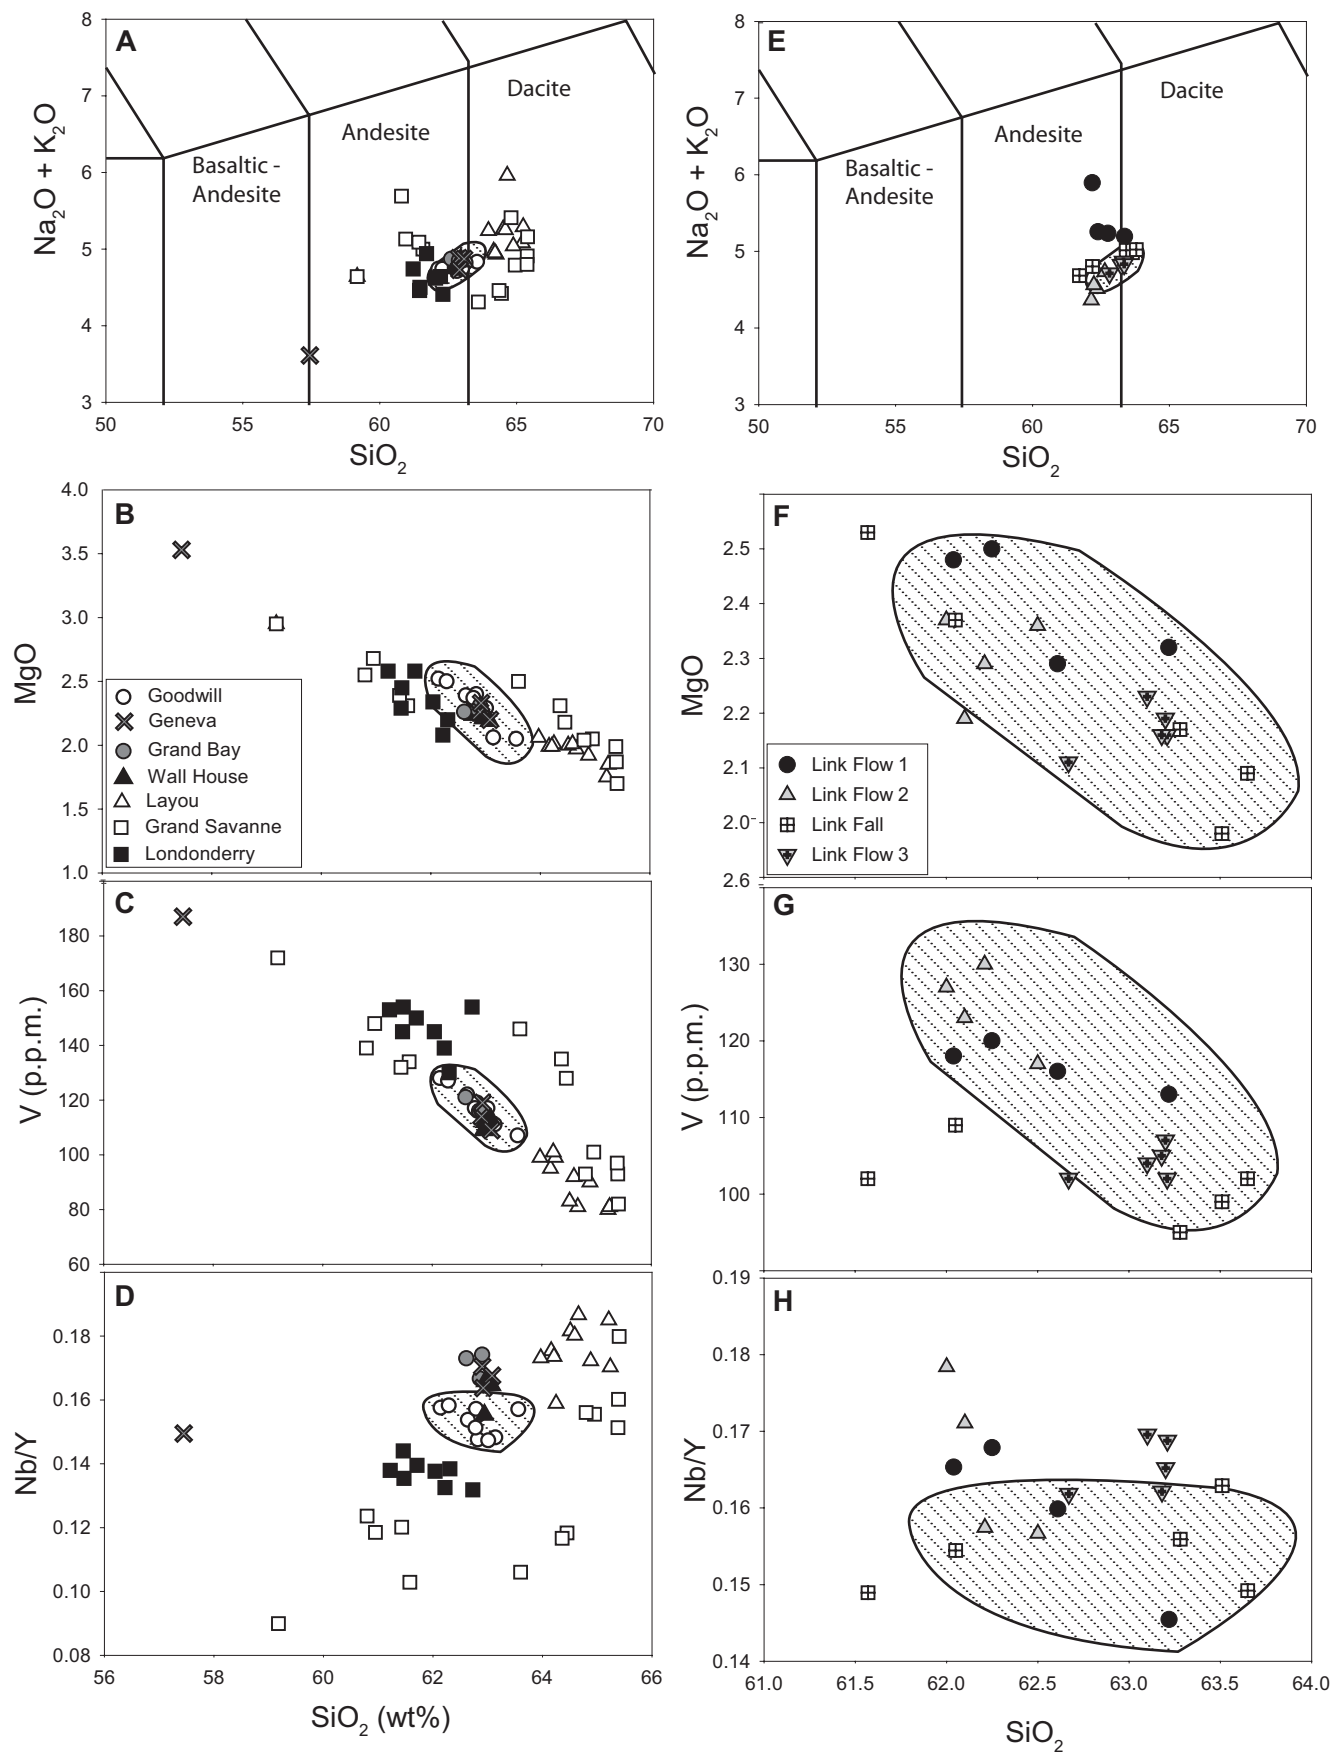 A
8
7
6
5
4
3
Na2O + K2O
Basaltic -
Andesite
Andesite
Dacite
50
55
60
65
70
SiO2
E
8
7
6
5
4
3
Na2O + K2O
Basaltic -
Andesite
Andesite
Dacite
50
55
60
65
70
SiO2
B
4.0
3.5
3.0
2.5
2.0
1.5
1.0
MgO
Goodwill
Geneva
Grand Bay
Wall House
Layou
Grand Savanne
Londonderry
F
2.5
2.4
2.3
2.2
2.1
2.0
2.6
MgO
Link Flow 1
Link Flow 2
Link Fall
Link Flow 3
C
180
160
140
120
100
80
60
V (p.p.m.)
G
130
120
110
100
V (p.p.m.)
D
0.18
0.16
0.14
0.12
0.10
0.08
Nb/Y
56
58
60
62
64
66
SiO2 (wt%)
H
0.19
0.18
0.17
0.16
0.15
0.14
Nb/Y
61.0
61.5
62.0
62.5
63.0
63.5
64.0
SiO2